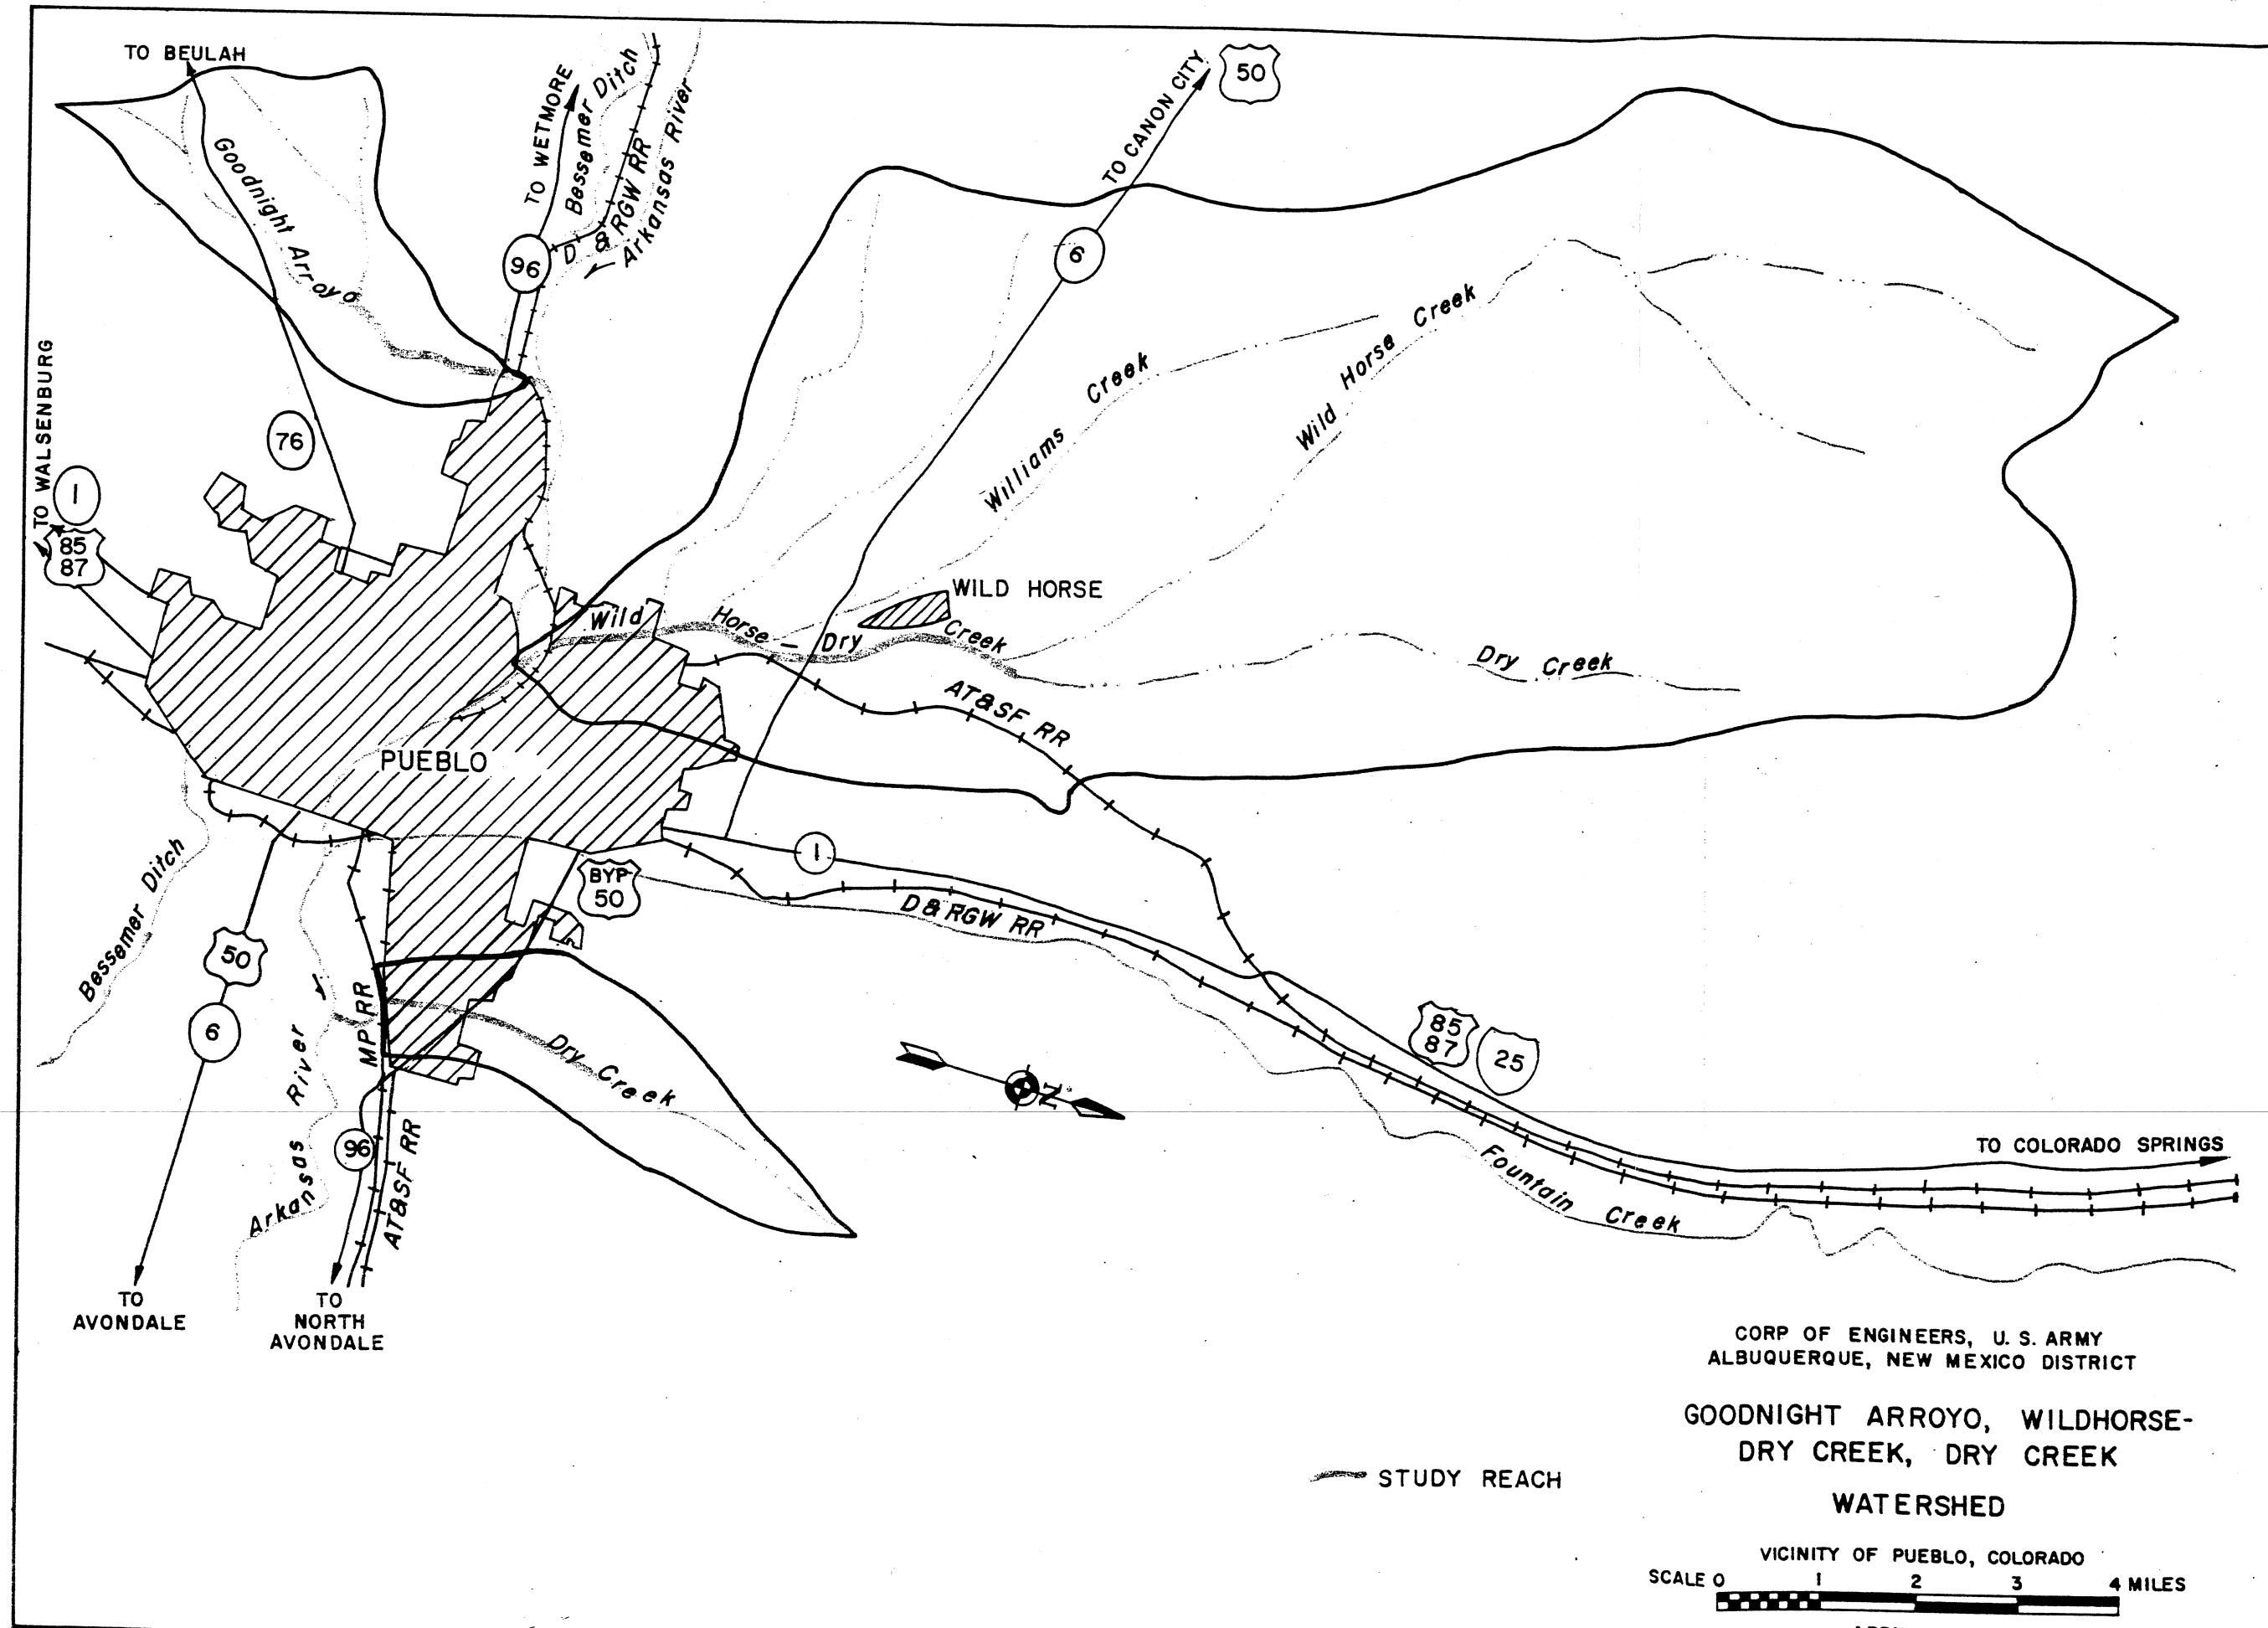 TO BEULAH
Goodnight Arroyo
TO WETMORE
Bessemer Ditch
D & RGW RR
Arkansas River
96
TO CANON CITY
50
6
Williams Creek
Wild Horse Creek
TO WALSENBURG
1
85
87
76
WILD HORSE
Wild Horse - Dry Creek
Dry Creek
AT&SF RR
PUEBLO
1
BYP
50
D & RGW RR
Bessemer Ditch
50
6
MP RR
Arkansas River
Dry Creek
96
AT&SF RR
N
85
87
25
Fountain Creek
TO COLORADO SPRINGS
TO
AVONDALE
TO
NORTH
AVONDALE
CORP OF ENGINEERS, U. S. ARMY
ALBUQUERQUE, NEW MEXICO DISTRICT
GOODNIGHT ARROYO, WILDHORSE-
DRY CREEK, DRY CREEK
WATERSHED
STUDY REACH
VICINITY OF PUEBLO, COLORADO
SCALE 0 1 2 3 4 MILES